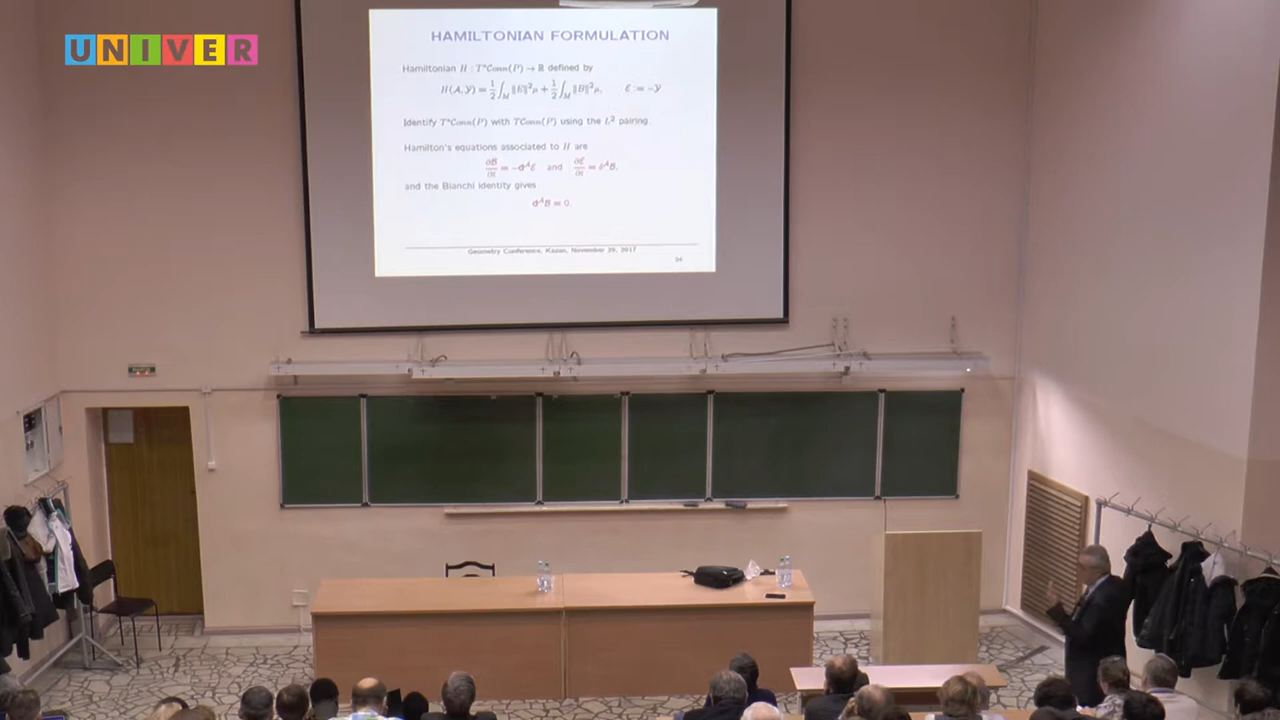 UNIVER
HAMILTONIAN FORMULATION
Hamiltonian H : T*Conn(P) → ℝ defined by
H(A, Y) = 1/2 ∫_M ‖E‖² μ + 1/2 ∫_M ‖B‖² μ, E := −Y
Identify T*Conn(P) with TConn(P) using the L² pairing.
Hamilton's equations associated to H are
∂B/∂t = −d^A E and ∂E/∂t = δ^A B,
and the Bianchi identity gives
d^A B = 0.
Geometry Conference, Kazan, November 29, 2017